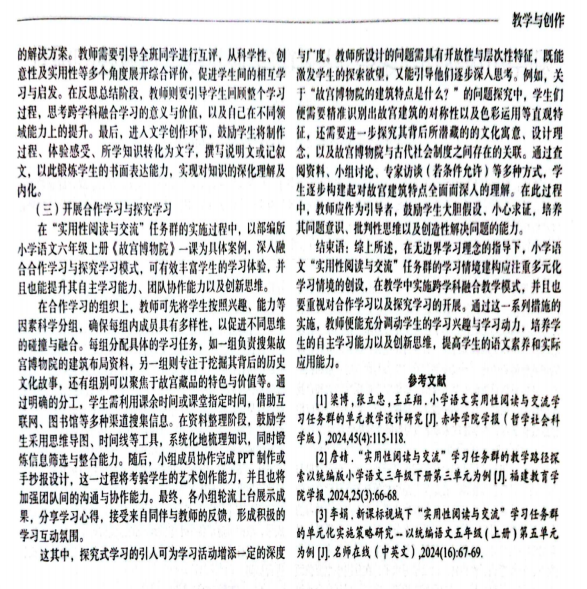 教学与创作
的解决方案。教师需要引导全班同学进行互评，从科学性、创
意性及实用性等多个角度展开综合评价，促进学生间的相互学
习与启发。在反思总结阶段，教师则要引导学生回顾整个学习
过程，思考跨学科融合学习的意义与价值，以及自己在不同领
域能力上的提升。最后，进入文学创作环节，鼓励学生将制作
过程、体验感受、所学知识转化为文字，撰写说明文或记叙
文，以此锻炼学生的书面表达能力，实现对知识的深化理解及
内化。
（三）开展合作学习与探究学习
在“实用性阅读与交流”任务群的实施过程中，以部编版
小学语文六年级上册《故宫博物院》一课为具体案例，深入融
合合作学习与探究学习模式，可有效丰富学生的学习体验，并
且也能提升其自主学习能力、团队协作能力以及创新思维。
在合作学习的组织上，教师可先将学生按照兴趣、能力等
因素科学分组，确保每组内成员具有多样性，以促进不同思维
的碰撞与融合。每组分配具体的学习任务，如一组负责搜集故
宫博物院的建筑布局资料，另一组则专注于挖掘其背后的历史
文化故事，还有组别可以聚焦于故宫藏品的特色与价值等。通
过明确的分工，学生需利用课余时间或课堂指定时间，借助互
联网、图书馆等多种渠道搜集信息。在资料整理阶段，鼓励学
生采用思维导图、时间线等工具，系统化地梳理知识，同时锻
炼信息筛选与整合能力。随后，小组成员协作完成PPT制作或
手抄报设计，这一过程将考验学生的艺术创作能力，并且也将
加强团队间的沟通与协作能力。最终，各小组轮流上台展示成
果，分享学习心得，接受来自同伴与教师的反馈，形成积极的
学习互动氛围。
这其中，探究式学习的引入可为学习活动增添一定的深度
与广度。教师所设计的问题需具有开放性与层次性特征，既能
激发学生的探索欲望，又能引导他们逐步深入思考。例如，关
于“故宫博物院的建筑特点是什么？”的问题探究中，学生们
便需要精准识别出故宫建筑的对称性以及色彩运用等直观特
征，还需要进一步探究其背后所潜藏的的文化寓意、设计理
念，以及故宫博物院与古代社会制度之间存在的关联。通过查
阅资料、小组讨论、专家访谈（若条件允许）等多种方式，学
生逐步构建起对故宫建筑特点全面而深入的理解。在此过程
中，教师应作为引导者，鼓励学生大胆假设，小心求证，培养
其问题意识、批判性思维以及创造性解决问题的能力。
结束语：综上所述，在无边界学习理念的指导下，小学语
文“实用性阅读与交流”任务群的学习情境建构应注重多元化
学习情境的创设，在教学中实施跨学科融合教学模式，并且也
要重视对合作学习以及探究学习的开展。通过这一系列措施的
实施，教师便能充分调动学生的学习兴趣与学习动力，培养学
生的自主学习能力以及创新思维，提高学生的语文素养和实际
应用能力。
参考文献
[1]梁博,张立忠,王正翔.小学语文实用性阅读与交流学
习任务群的单元教学设计研究[J].赤峰学院学报（哲学社会科
学版）,2024,45(4):115-118.
[2]唐婧.“实用性阅读与交流”学习任务群的教学路径探
索以统编版小学语文三年级下册第三单元为例[J].福建教育学
院学报,2024,25(3):66-68.
[3]李娟.新课标视域下“实用性阅读与交流”学习任务群
的单元化实施策略研究--以统编语文五年级(上册)第五单元
为例[J].名师在线（中英文）,2024(16):67-69.